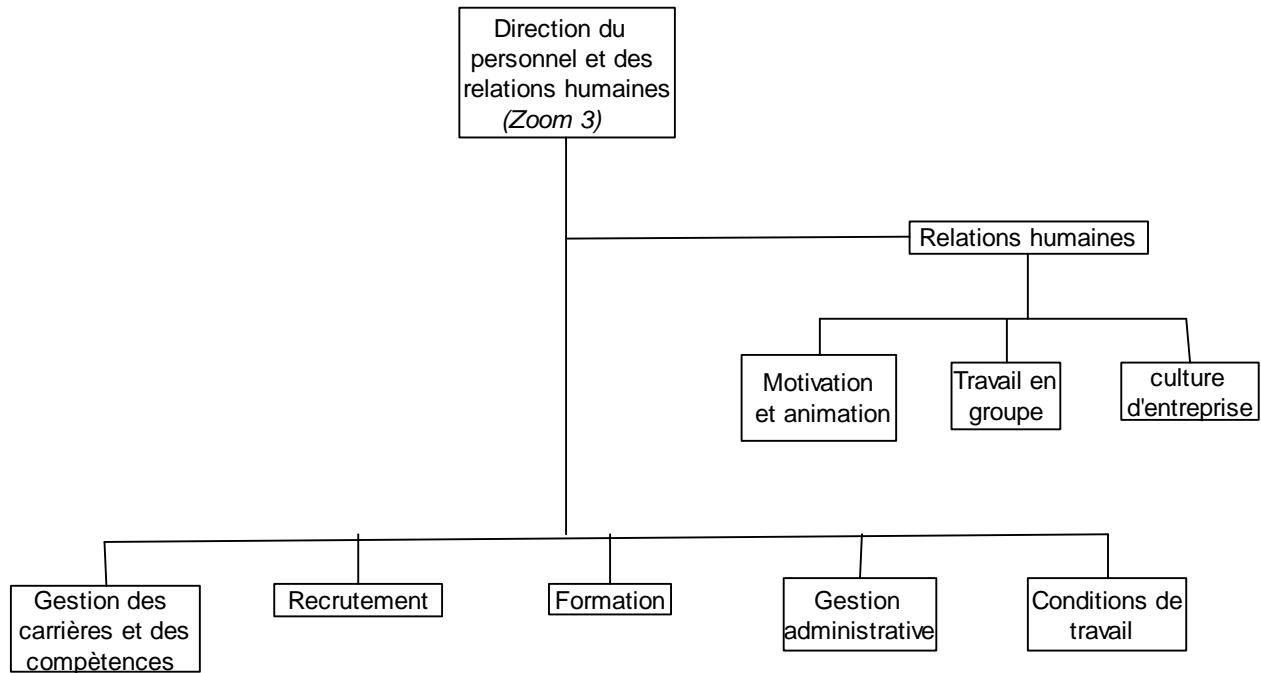 Direction du
personnel et des
relations humaines
(Zoom 3)
Relations humaines
Motivation
et animation
Travail en
groupe
culture
d'entreprise
Gestion des
carrières et des
compètences
Recrutement
Formation
Gestion
administrative
Conditions de
travail